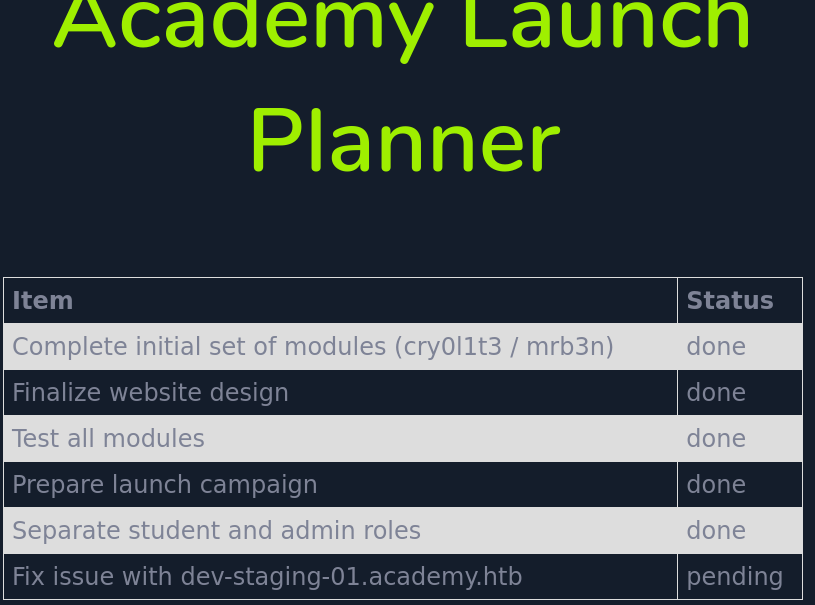 Academy Launch
Planner
Item Status
Complete initial set of modules (cry0l1t3 / mrb3n) done
Finalize website design done
Test all modules done
Prepare launch campaign done
Separate student and admin roles done
Fix issue with dev-staging-01.academy.htb pending